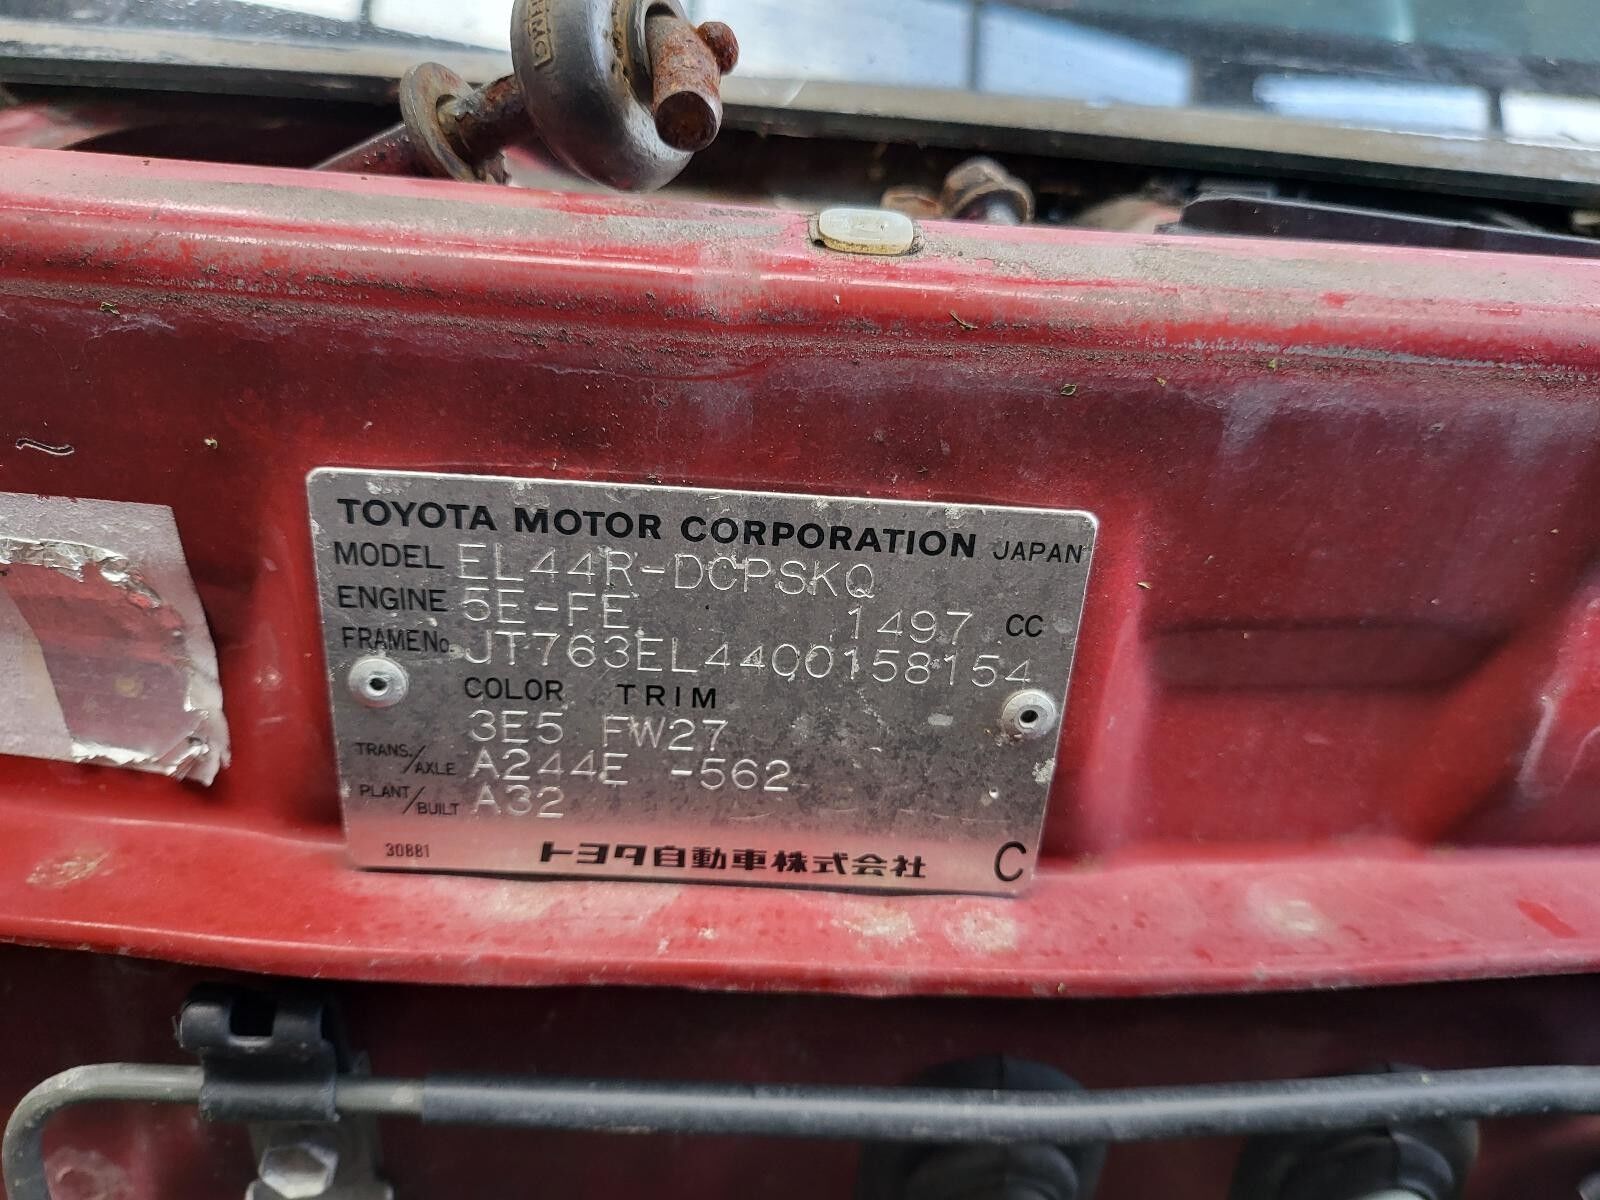 TOYOTA MOTOR CORPORATION JAPAN
MODEL EL44R-DCPSKQ
ENGINE 5E-FE 1497 CC
FRAME No. JT763EL4400158154
COLOR TRIM
3E5 FW27
TRANS./AXLE A244E -562
PLANT/BUILT A32
30881 トヨタ自動車株式会社 C